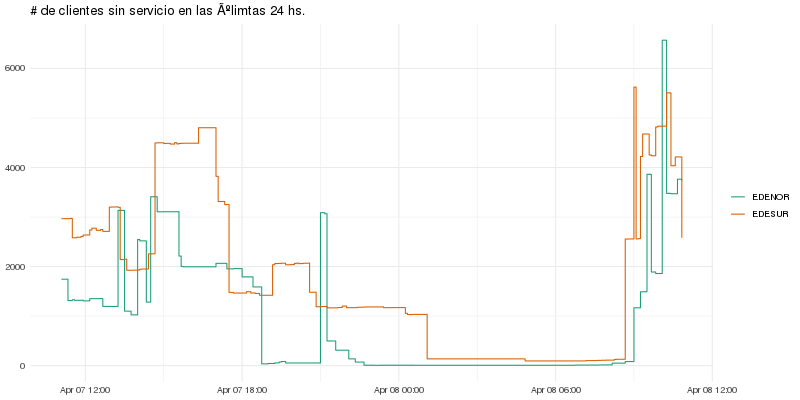 # de clientes sin servicio en las Ãºlimtas 24 hs.
6000
4000
2000
0
Apr 07 12:00
Apr 07 18:00
Apr 08 00:00
Apr 08 06:00
Apr 08 12:00
EDENOR
EDESUR